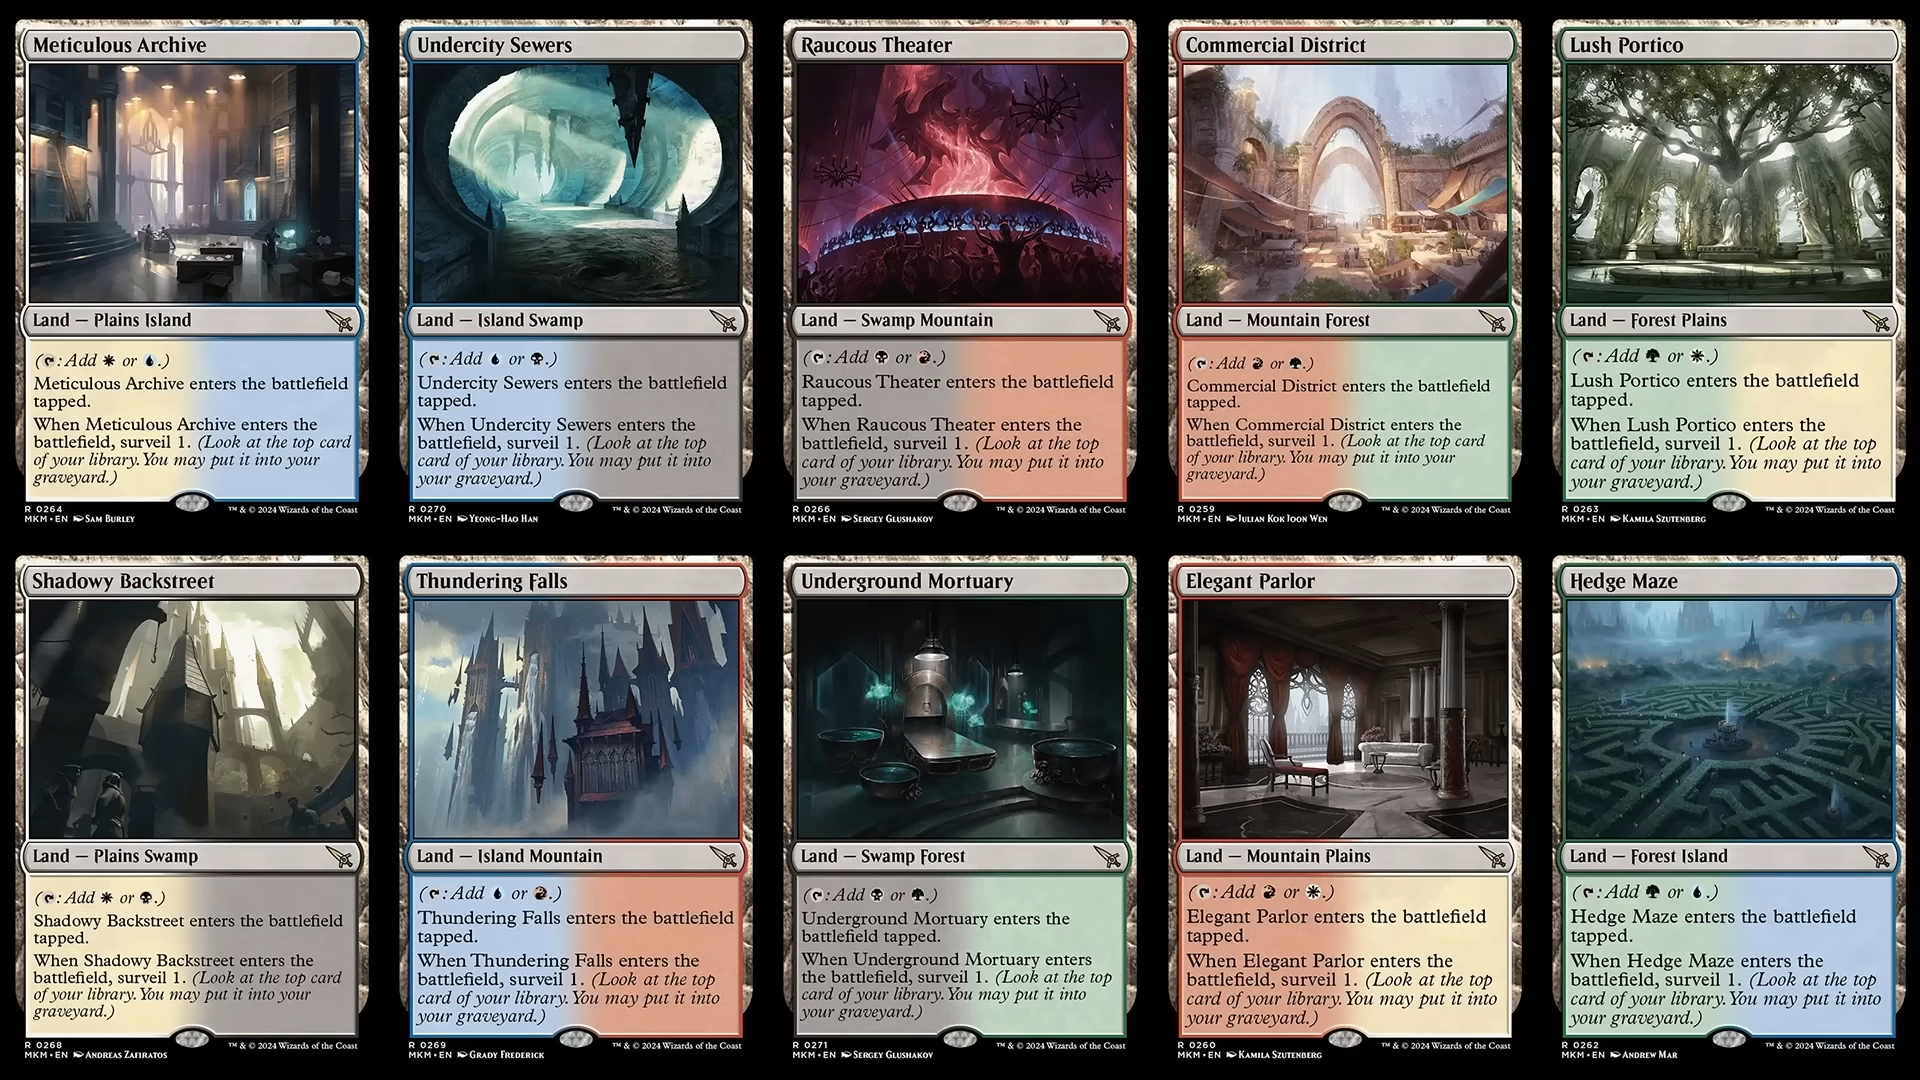 Meticulous Archive
Land — Plains Island
(: Add or .)
Meticulous Archive enters the battlefield
tapped.
When Meticulous Archive enters the
battlefield, surveil 1. (Look at the top card
of your library. You may put it into your
graveyard.)
R 0264
MKM • EN Sam Burley
™ & © 2024 Wizards of the Coast
Undercity Sewers
Land — Island Swamp
(: Add or .)
Undercity Sewers enters the battlefield
tapped.
When Undercity Sewers enters the
battlefield, surveil 1. (Look at the top
card of your library. You may put it into
your graveyard.)
R 0270
MKM • EN Yeong-Hao Han
™ & © 2024 Wizards of the Coast
Raucous Theater
Land — Swamp Mountain
(: Add or .)
Raucous Theater enters the battlefield
tapped.
When Raucous Theater enters the
battlefield, surveil 1. (Look at the top
card of your library. You may put it into
your graveyard.)
R 0266
MKM • EN Sergey Glushakov
™ & © 2024 Wizards of the Coast
Commercial District
Land — Mountain Forest
(: Add or .)
Commercial District enters the battlefield
tapped.
When Commercial District enters the
battlefield, surveil 1. (Look at the top card
of your library. You may put it into your
graveyard.)
R 0259
MKM • EN Julian Kok Joon Wen
™ & © 2024 Wizards of the Coast
Lush Portico
Land — Forest Plains
(: Add or .)
Lush Portico enters the battlefield
tapped.
When Lush Portico enters the
battlefield, surveil 1. (Look at the top
card of your library. You may put it into
your graveyard.)
R 0263
MKM • EN Kamila Szutenberg
™ & © 2024 Wizards of the Coast
Shadowy Backstreet
Land — Plains Swamp
(: Add or .)
Shadowy Backstreet enters the battlefield
tapped.
When Shadowy Backstreet enters the
battlefield, surveil 1. (Look at the top card
of your library. You may put it into your
graveyard.)
R 0268
MKM • EN Andreas Zafiratos
™ & © 2024 Wizards of the Coast
Thundering Falls
Land — Island Mountain
(: Add or .)
Thundering Falls enters the battlefield
tapped.
When Thundering Falls enters the
battlefield, surveil 1. (Look at the top
card of your library. You may put it into
your graveyard.)
R 0269
MKM • EN Grady Frederick
™ & © 2024 Wizards of the Coast
Underground Mortuary
Land — Swamp Forest
(: Add or .)
Underground Mortuary enters the
battlefield tapped.
When Underground Mortuary enters
the battlefield, surveil 1. (Look at the top
card of your library. You may put it into
your graveyard.)
R 0271
MKM • EN Sergey Glushakov
™ & © 2024 Wizards of the Coast
Elegant Parlor
Land — Mountain Plains
(: Add or .)
Elegant Parlor enters the battlefield
tapped.
When Elegant Parlor enters the
battlefield, surveil 1. (Look at the top
card of your library. You may put it into
your graveyard.)
R 0260
MKM • EN Kamila Szutenberg
™ & © 2024 Wizards of the Coast
Hedge Maze
Land — Forest Island
(: Add or .)
Hedge Maze enters the battlefield
tapped.
When Hedge Maze enters the
battlefield, surveil 1. (Look at the top
card of your library. You may put it into
your graveyard.)
R 0262
MKM • EN Andrew Mar
™ & © 2024 Wizards of the Coast